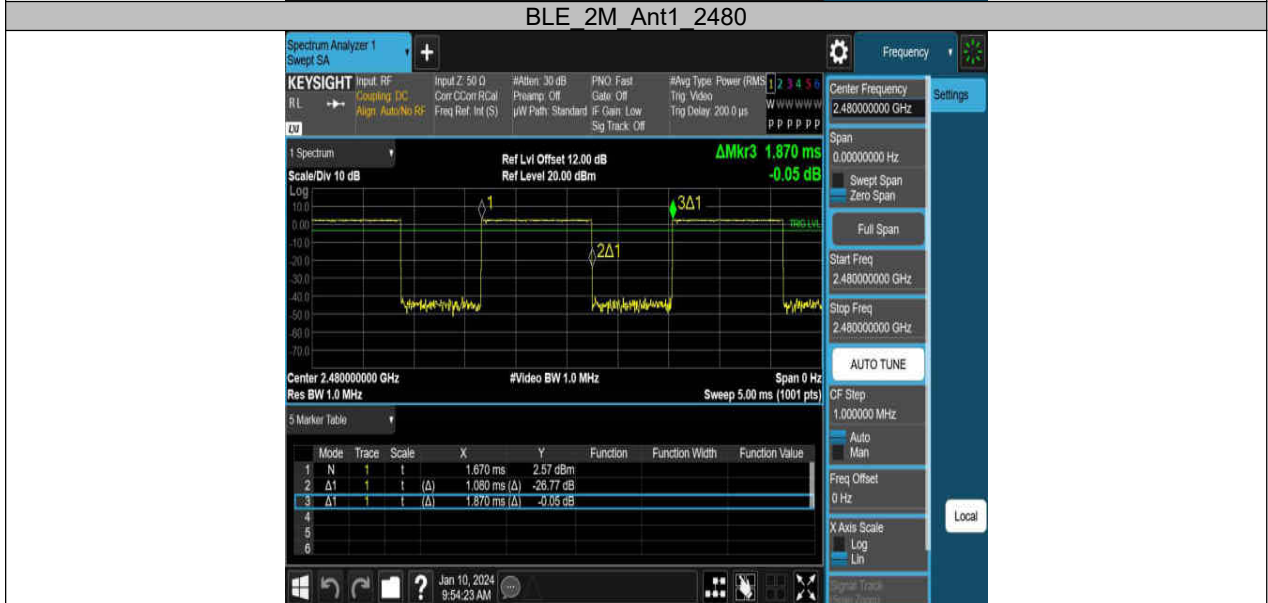 BLE_2M_Ant1_2480
Spectrum Analyzer 1
Swept SA
+
Frequency
KEYSIGHT
RL
Input: RF
Coupling: DC
Align: Auto/No RF
Input Z: 50 Ω
Corr CCorr RCal
Freq Ref: Int (S)
#Atten: 30 dB
Preamp: Off
µW Path: Standard
PNO: Fast
Gate: Off
IF Gain: Low
Sig Track: Off
#Avg Type: Power (RMS
Trig: Video
Trig Delay: 200.0 µs
1 2 3 4 5 6
W W W W W W
P P P P P P
LXI
1 Spectrum
Scale/Div 10 dB
Ref Lvl Offset 12.00 dB
Ref Level 20.00 dBm
ΔMkr3 1.870 ms
-0.05 dB
Log
10.0
0.00
-10.0
-20.0
-30.0
-40.0
-50.0
-60.0
-70.0
1
2Δ1
3Δ1
TRIG LVL
Center 2.480000000 GHz
#Video BW 1.0 MHz
Span 0 Hz
Res BW 1.0 MHz
Sweep 5.00 ms (1001 pts)
5 Marker Table
Mode Trace Scale X Y Function Function Width Function Value
1 N 1 t 1.670 ms 2.57 dBm
2 Δ1 1 t (Δ) 1.080 ms (Δ) -26.77 dB
3 Δ1 1 t (Δ) 1.870 ms (Δ) -0.05 dB
4
5
6
?
Jan 10, 2024
9:54:23 AM
Center Frequency
2.480000000 GHz
Settings
Span
0.00000000 Hz
Swept Span
Zero Span
Full Span
Start Freq
2.480000000 GHz
Stop Freq
2.480000000 GHz
AUTO TUNE
CF Step
1.000000 MHz
Auto
Man
Freq Offset
0 Hz
X Axis Scale
Log
Lin
Local
Signal Track
(Span Zoom)